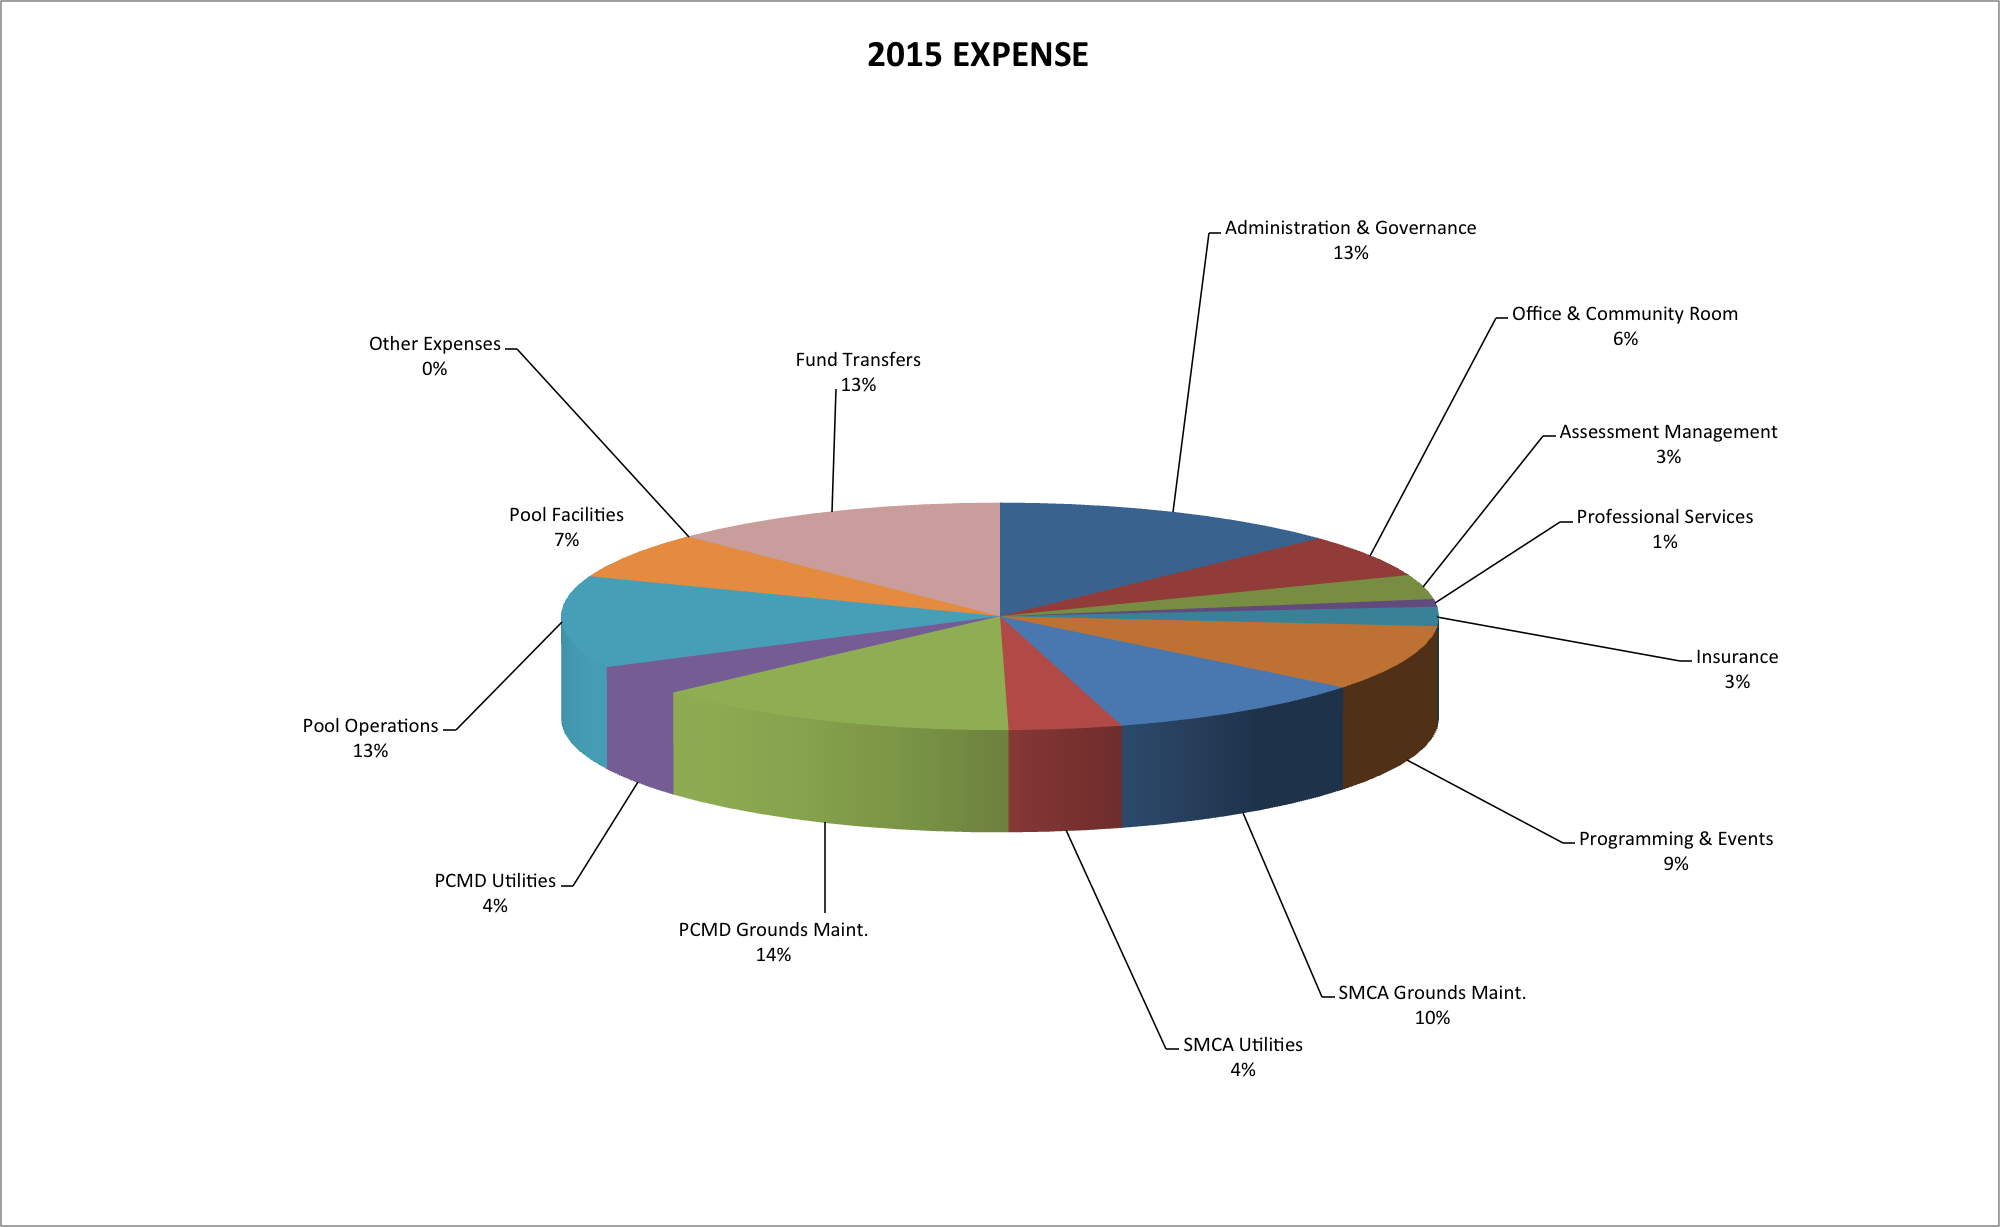 2015 EXPENSE
Administration & Governance
13%
Office & Community Room
6%
Other Expenses
0%
Fund Transfers
13%
Assessment Management
3%
Pool Facilities
7%
Professional Services
1%
Insurance
3%
Pool Operations
13%
Programming & Events
9%
PCMD Utilities
4%
PCMD Grounds Maint.
14%
SMCA Grounds Maint.
10%
SMCA Utilities
4%